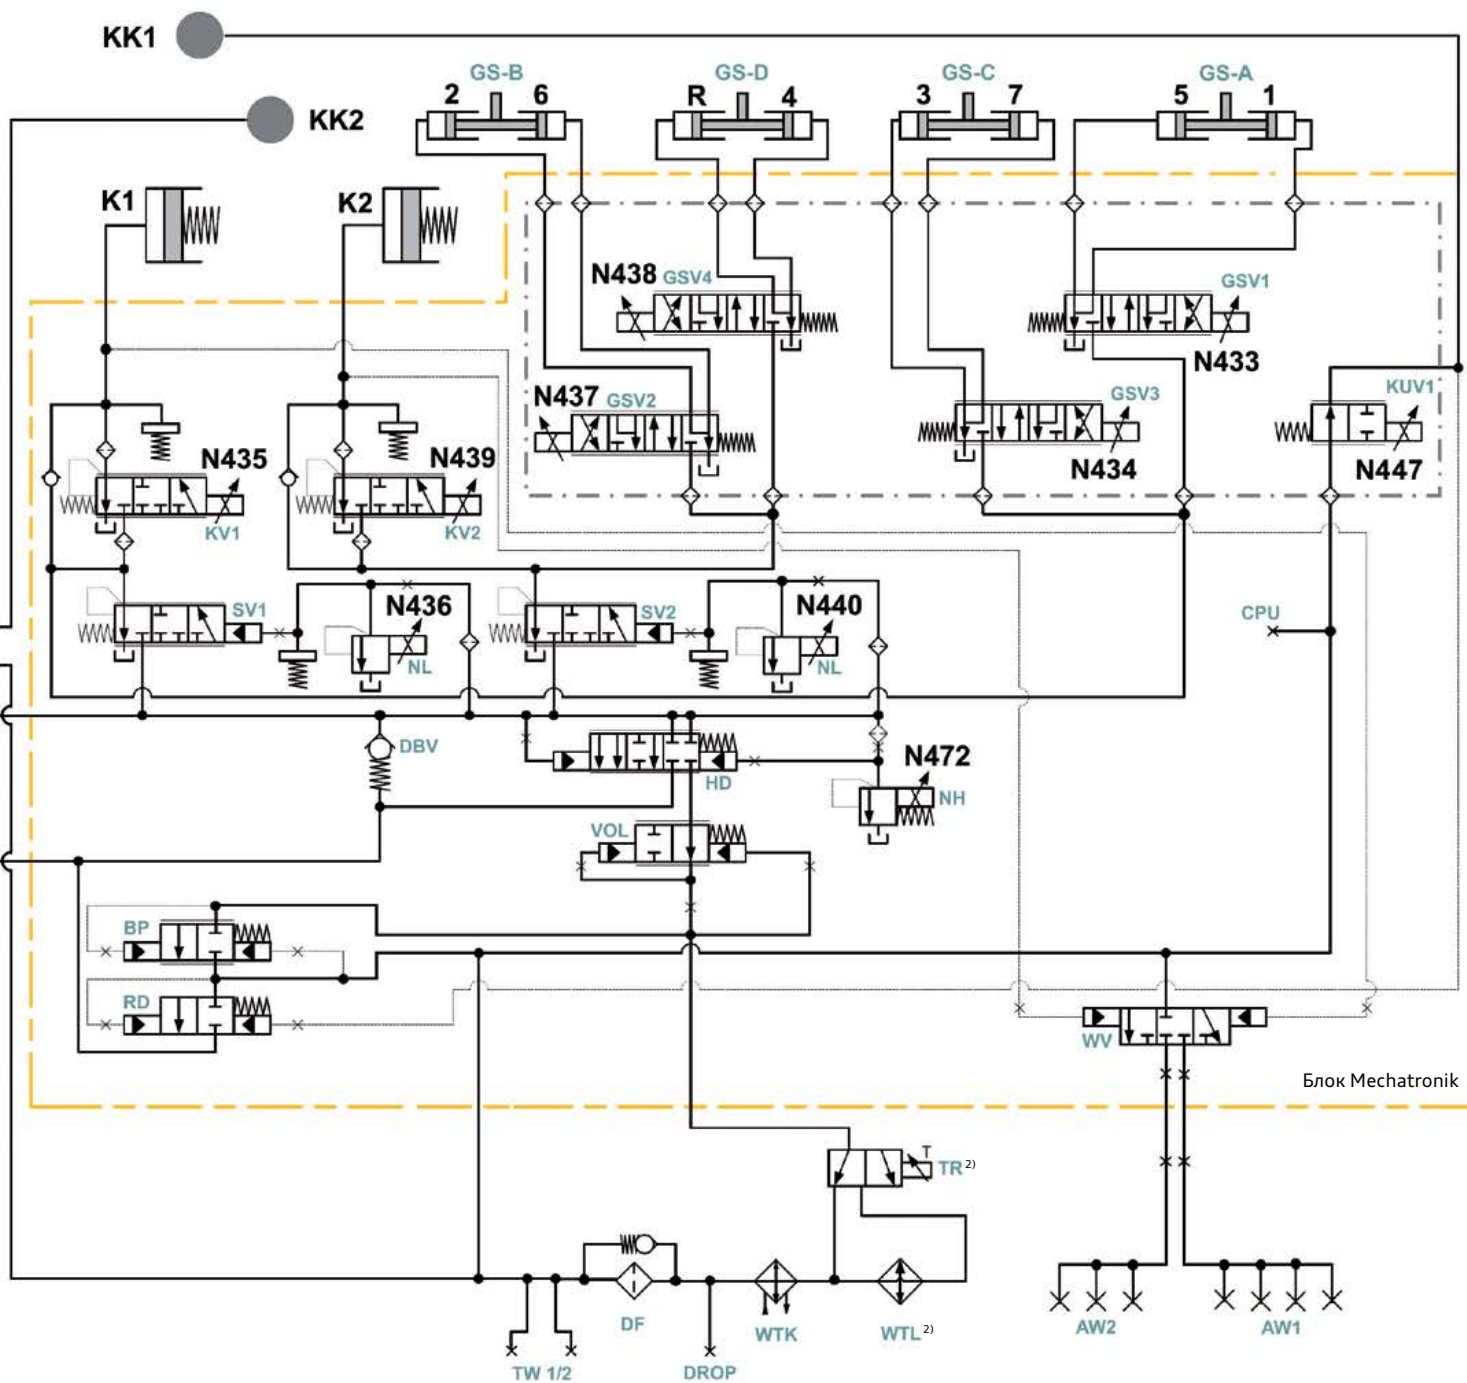 KK1
GS-B
GS-D
GS-C
GS-A
2 6
R 4
3 7
5 1
KK2
K1
K2
N438 GSV4
GSV1
N433
N437 GSV2
GSV3
N434
KUV1
N447
N435
KV1
N439
KV2
SV1
N436
NL
SV2
N440
NL
CPU
DBV
HD
N472
NH
VOL
BP
RD
WV
Блок Mechatronik
T
TR 2)
DF
WTK
WTL 2)
AW2
AW1
TW 1/2
DROP